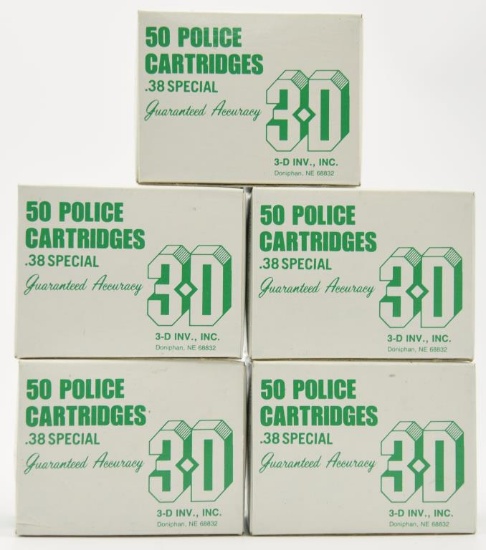 50 POLICE
CARTRIDGES
.38 SPECIAL
Guaranteed Accuracy
3-D
3-D INV., INC.
Doniphan, NE 68832
50 POLICE
CARTRIDGES
.38 SPECIAL
Guaranteed Accuracy
3-D
3-D INV., INC.
Doniphan, NE 68832
50 POLICE
CARTRIDGES
.38 SPECIAL
Guaranteed Accuracy
3-D
3-D INV., INC.
Doniphan, NE 68832
50 POLICE
CARTRIDGES
.38 SPECIAL
Guaranteed Accuracy
3-D
3-D INV., INC.
Doniphan, NE 68832
50 POLICE
CARTRIDGES
.38 SPECIAL
Guaranteed Accuracy
3-D
3-D INV., INC.
Doniphan, NE 68832